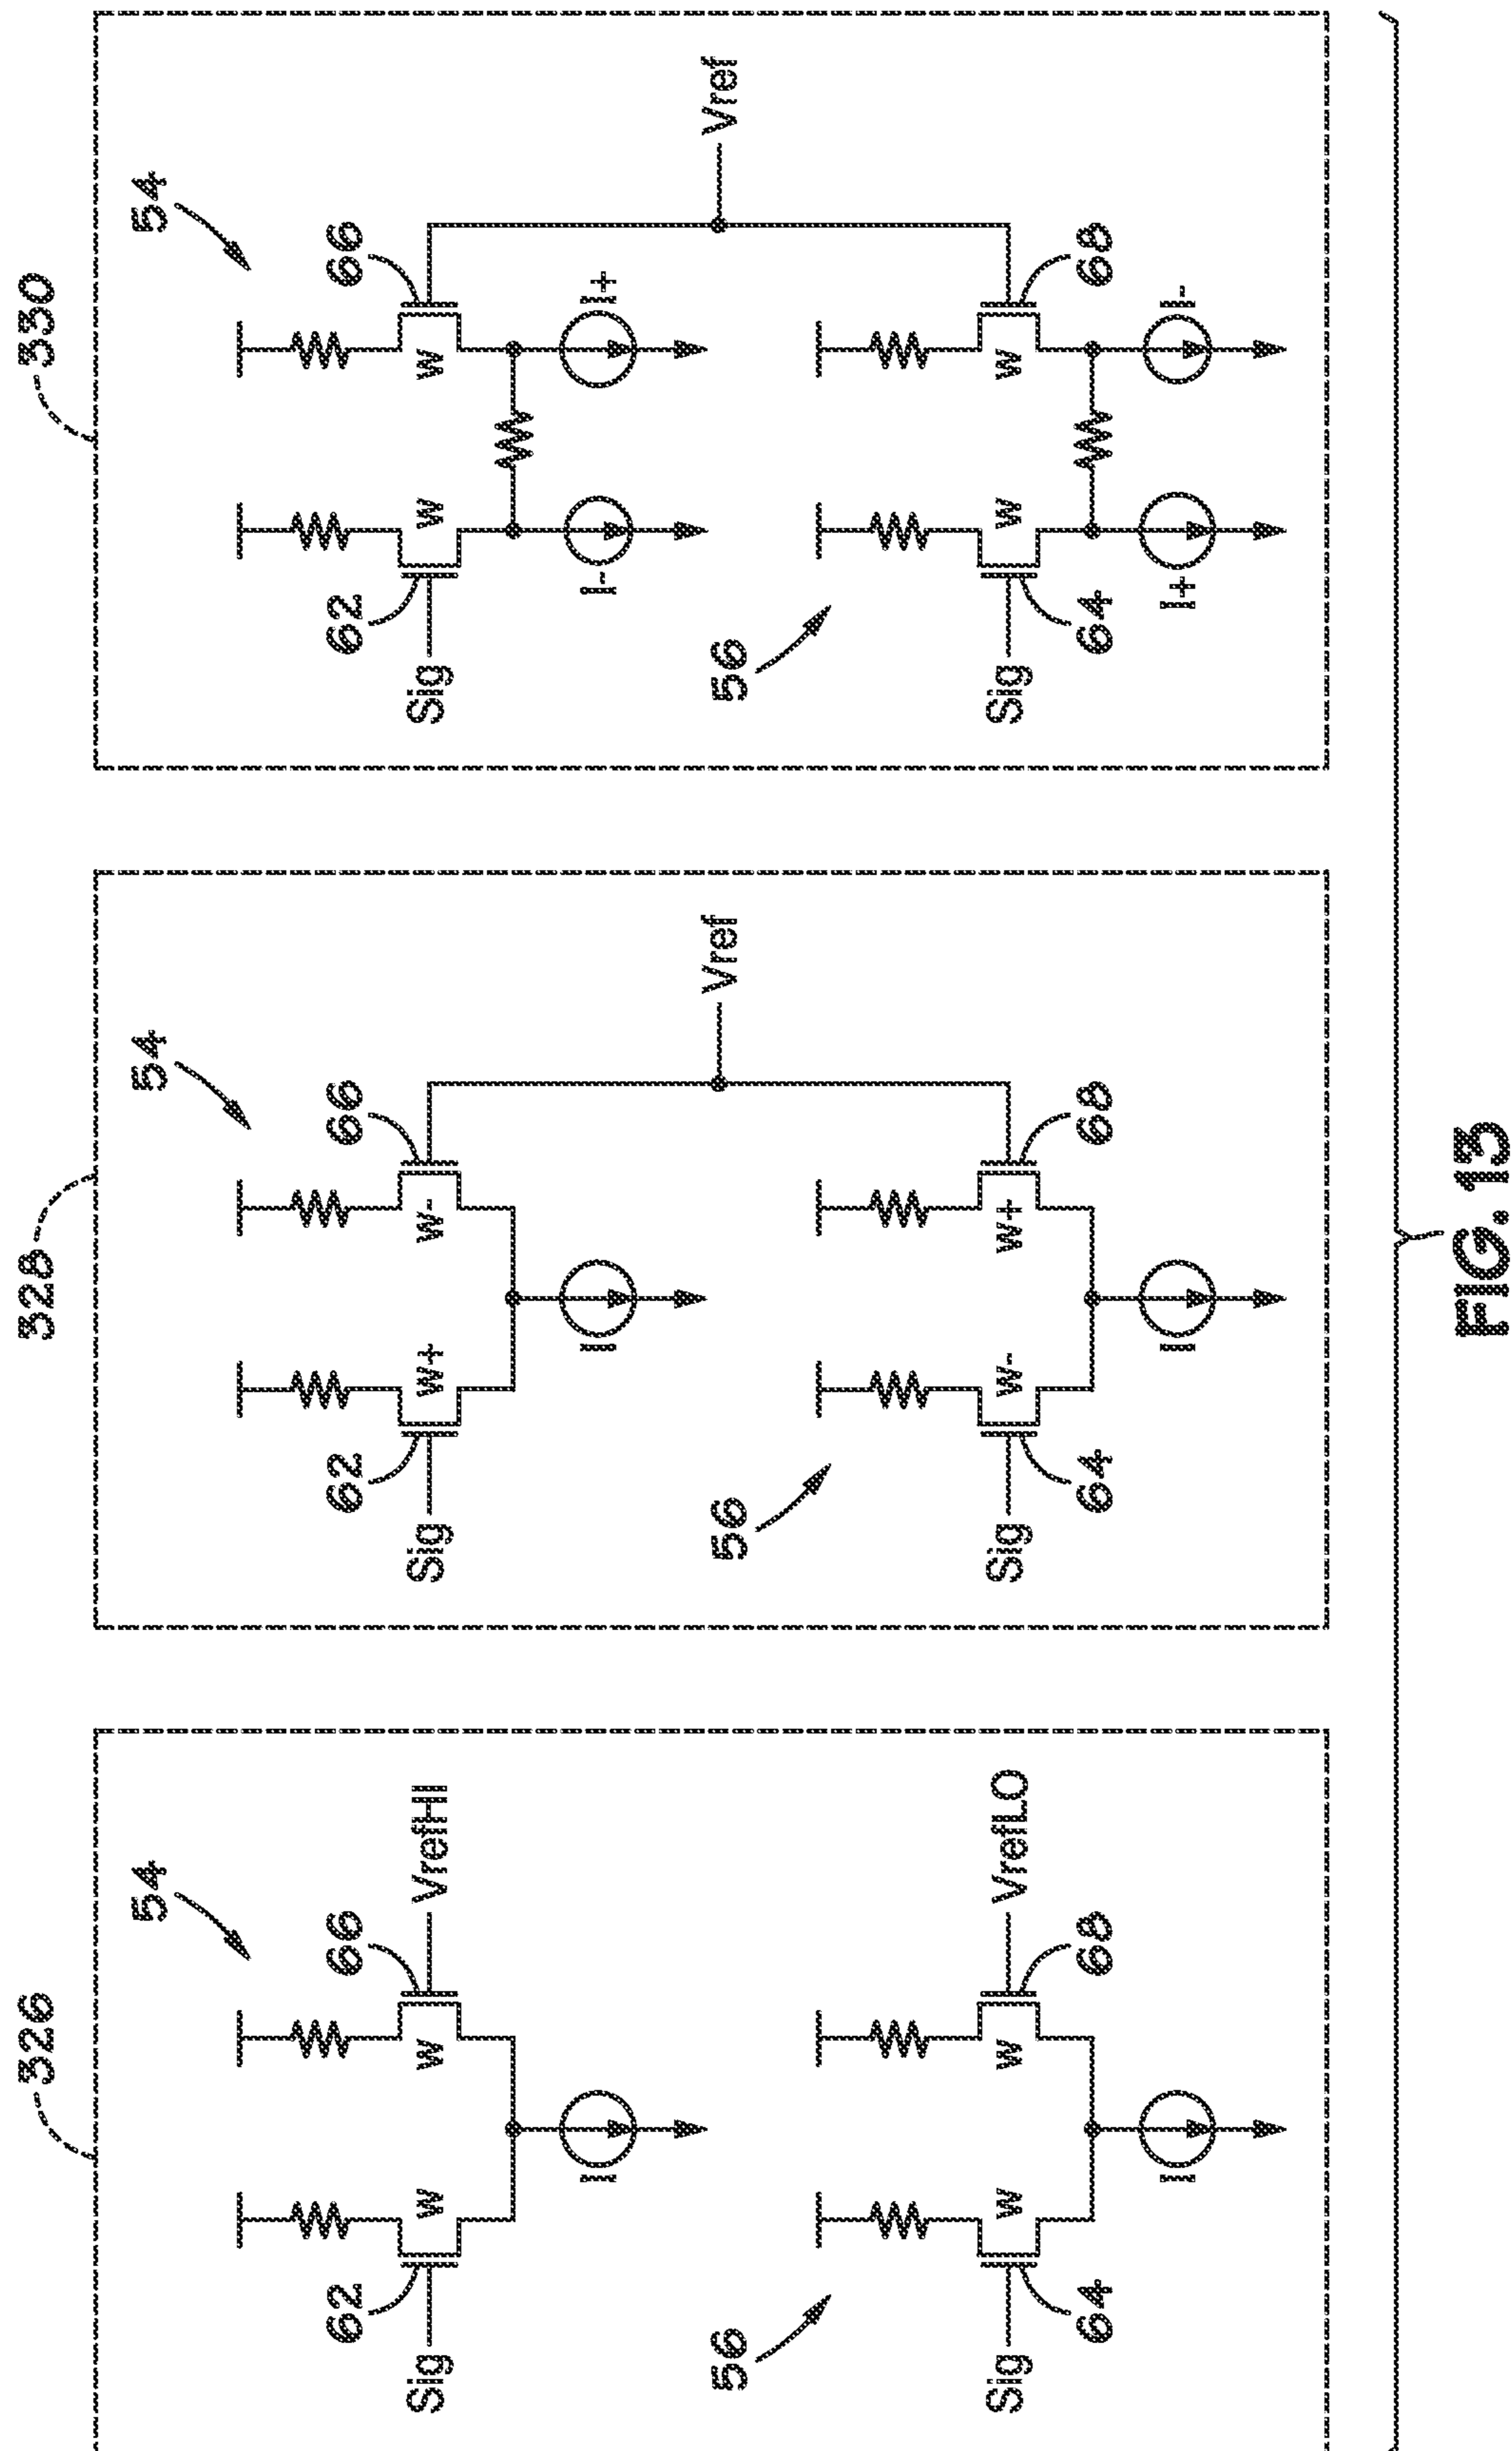 326
54
62
W
W
66
Sig
VrefHI
I
56
64
W
W
68
Sig
VrefLO
I
328
54
62
W+
W-
66
Sig
I
Vref
56
64
W-
W+
68
Sig
I
330
54
62
W
W
66
Sig
I-
I+
Vref
56
64
W
W
68
Sig
I+
I-
FIG. 13